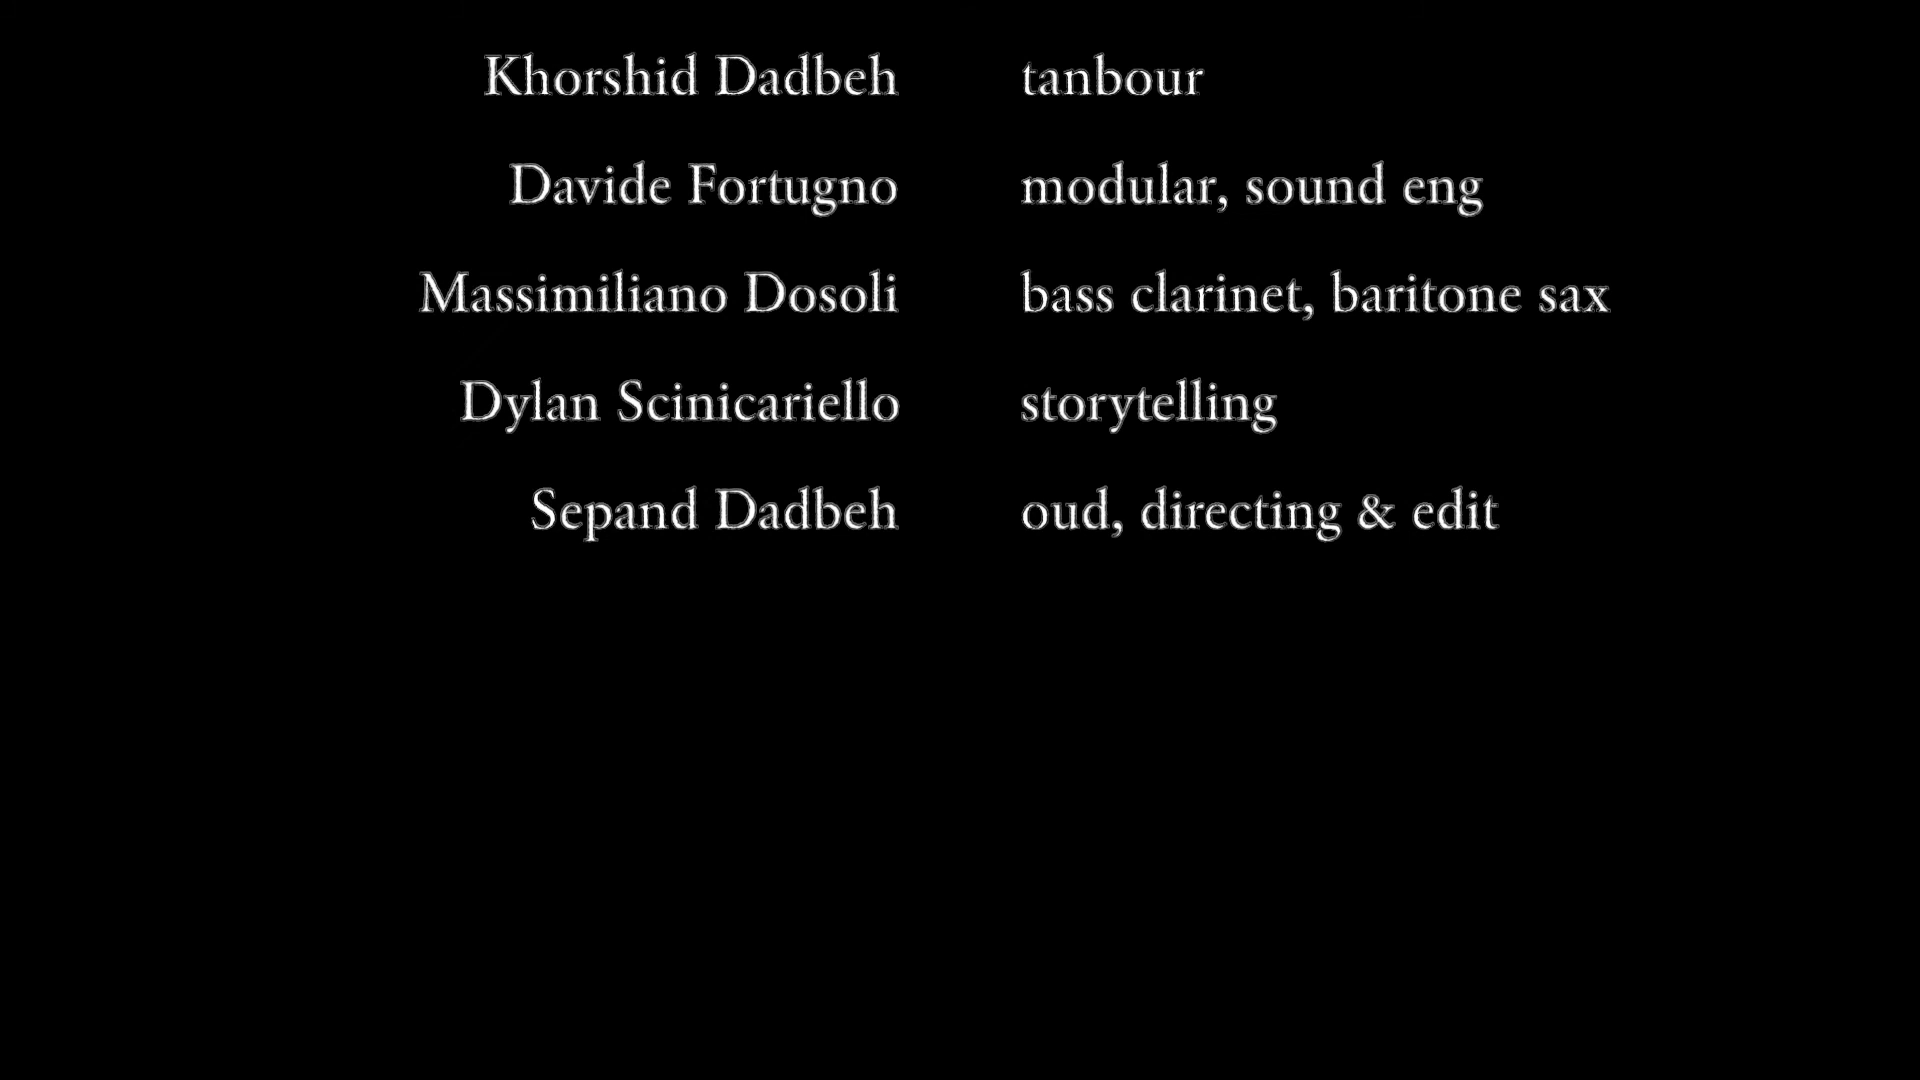 Khorshid Dadbeh tanbour
Davide Fortugno modular, sound eng
Massimiliano Dosoli bass clarinet, baritone sax
Dylan Scinicariello storytelling
Sepand Dadbeh oud, directing & edit